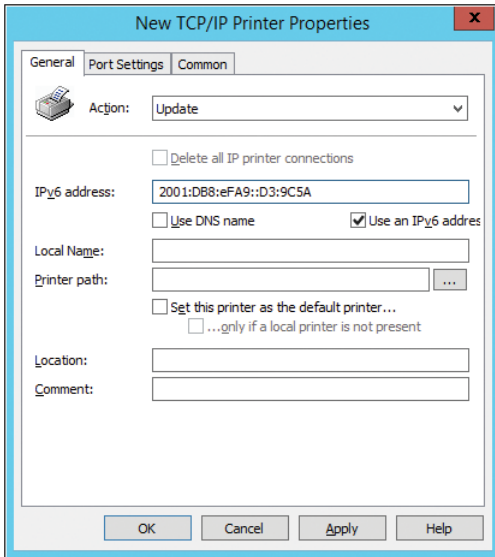 New TCP/IP Printer Properties
x
General Port Settings Common
Action: Update
Delete all IP printer connections
IPv6 address: 2001:DB8:eFA9::D3:9C5A
Use DNS name Use an IPv6 addres
Local Name:
Printer path: ...
Set this printer as the default printer...
...only if a local printer is not present
Location:
Comment:
OK Cancel Apply Help